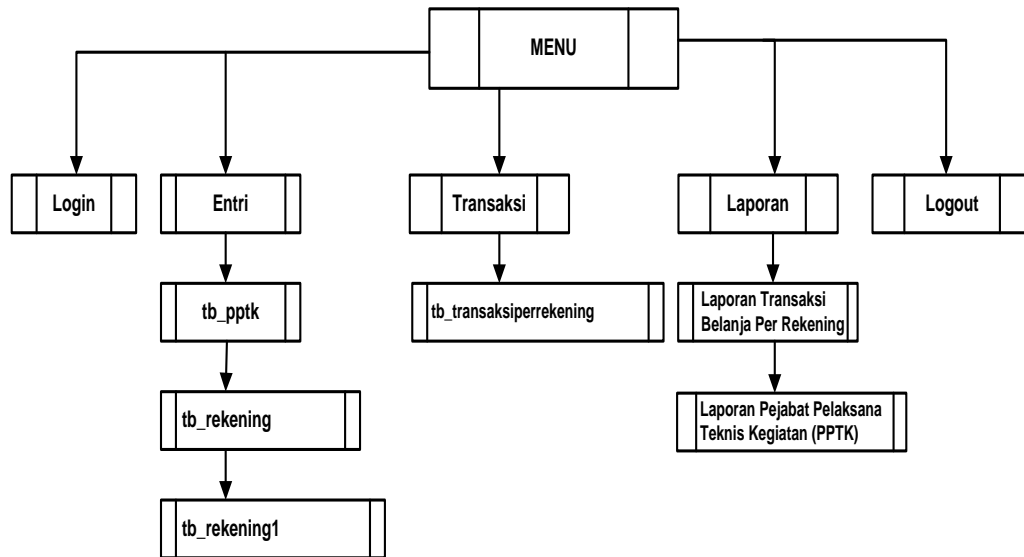 MENU
Login
Entri
Transaksi
Laporan
Logout
tb_pptk
tb_transaksiperrekening
Laporan Transaksi
Belanja Per Rekening
tb_rekening
Laporan Pejabat Pelaksana
Teknis Kegiatan (PPTK)
tb_rekening1